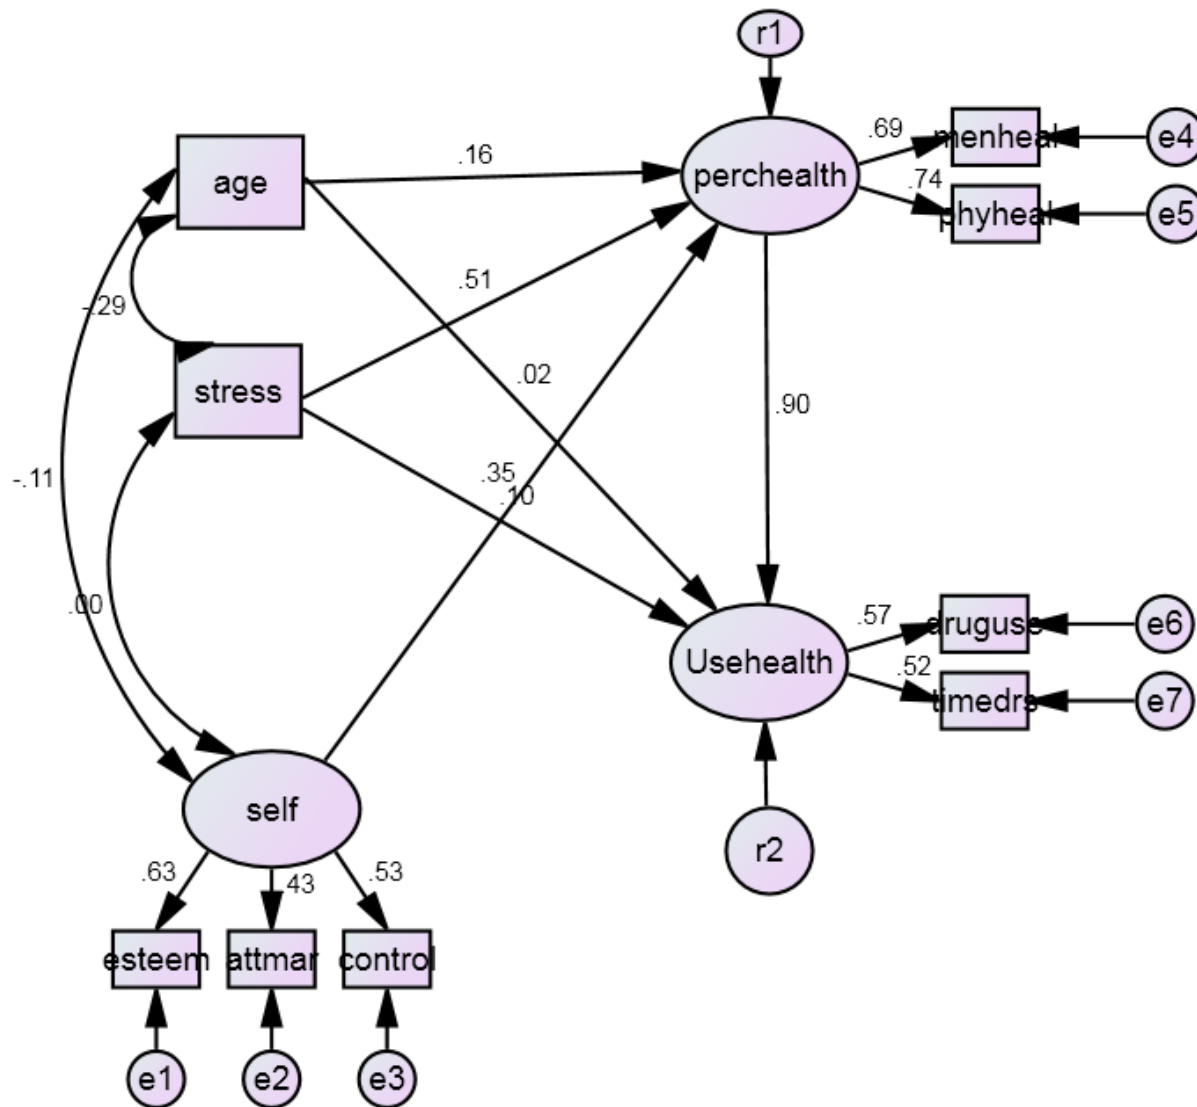 r1
.69
menheal
e4
age
.16
perchealth
.74
phyheal
e5
.51
-.29
stress
.02
.90
-.11
.35
.10
.57
druguse
e6
.00
Usehealth
.52
timedrs
e7
self
r2
.63
.43
.53
esteem
attmar
control
e1
e2
e3